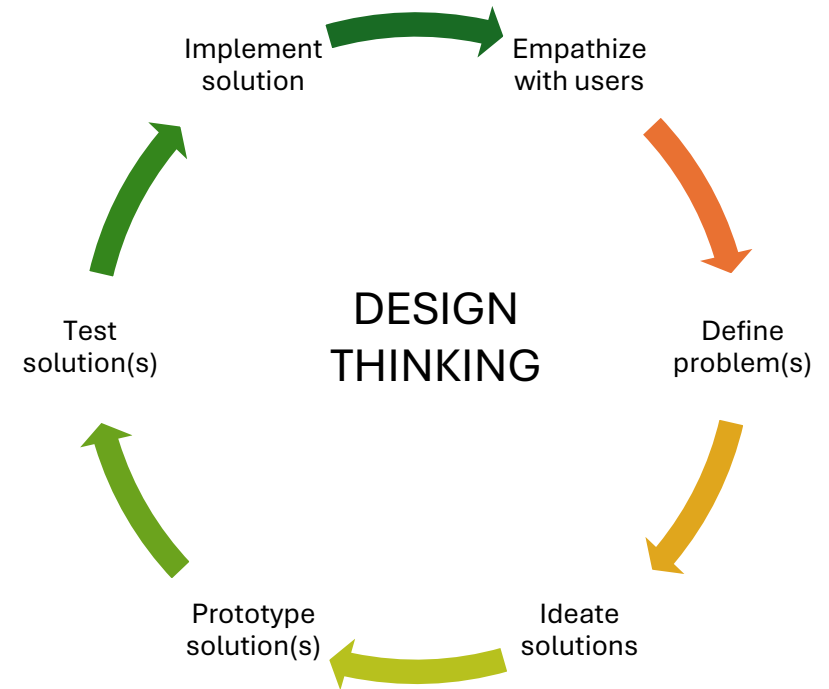 Implement
solution
Empathize
with users
Define
problem(s)
Ideate
solutions
Prototype
solution(s)
Test
solution(s)
DESIGN
THINKING